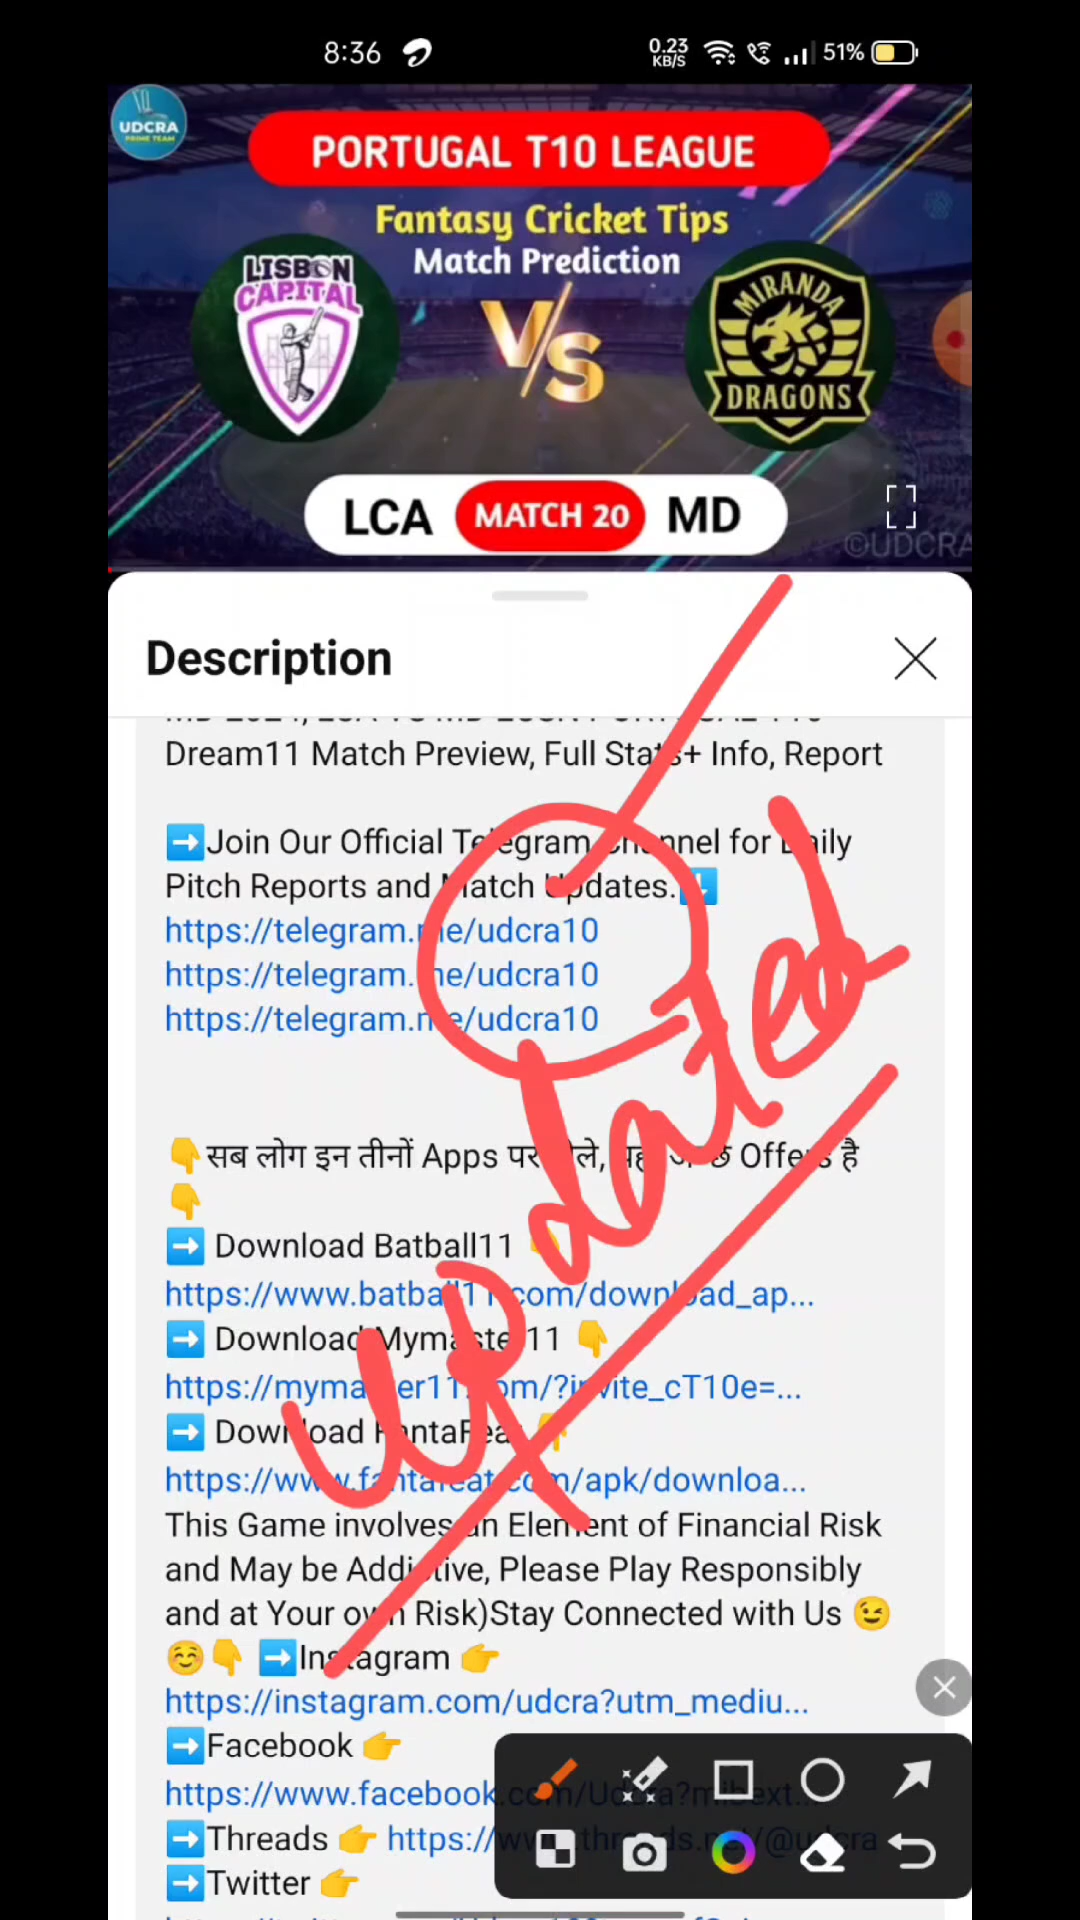 8:36
0.23
KB/S
51%
UDCRA
PRIME TEAM
PORTUGAL T10 LEAGUE
Fantasy Cricket Tips
Match Prediction
LISBON
CAPITAL
VS
MIRANDA
DRAGONS
LCA MATCH 20 MD
©UDCRA
Description
Dream11 Match Preview, Full Stats+ Info, Report
➡️Join Our Official Telegram Channel for Daily
Pitch Reports and Match Updates.⬇️
https://telegram.me/udcra10
https://telegram.me/udcra10
https://telegram.me/udcra10
updated
👇सब लोग इन तीनों Apps पर Offers है
👇
➡️ Download Batball11 👇
https://www.batball11.com/download_ap...
➡️ Download Mymaster11 👇
https://mymaster11.com/?invite_cT10e=...
➡️ Download FantaFeat 👇
https://www.fantafeat.com/apk/downloa...
This Game involves an Element of Financial Risk
and May be Addictive, Please Play Responsibly
and at Your own Risk)Stay Connected with Us 😉
☺️👇 ➡️Instagram 👉
https://instagram.com/udcra?utm_mediu...
➡️Facebook 👉
https://www.facebook.com/Udcra?mibext...
➡️Threads 👉 https://www.threads.net/@udcra
➡️Twitter 👉